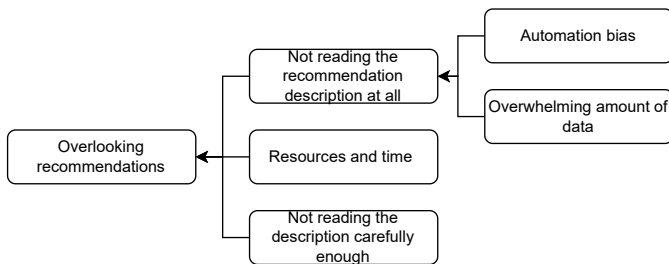 Automation bias
Not reading the
recommendation
description at all
Overwhelming amount of
data
Overlooking
recommendations
Resources and time
Not reading the
description carefully
enough